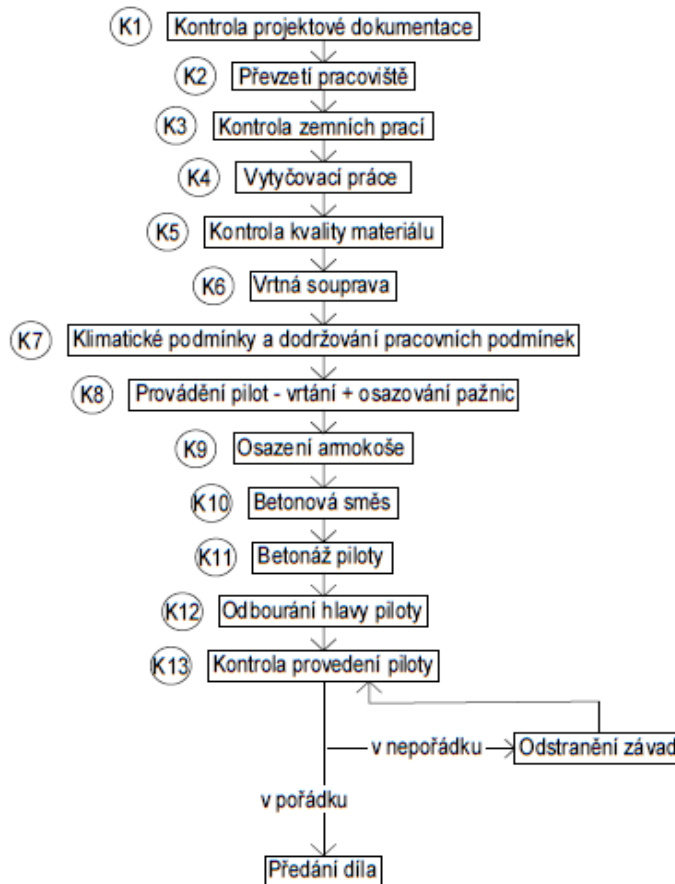 K1 Kontrola projektové dokumentace
K2 Převzetí pracoviště
K3 Kontrola zemních prací
K4 Vytyčovací práce
K5 Kontrola kvality materiálu
K6 Vrtná souprava
K7 Klimatické podmínky a dodržování pracovních podmínek
K8 Provádění pilot - vrtání + osazování pažnic
K9 Osazení armokoše
K10 Betonová směs
K11 Betonáž piloty
K12 Odbourání hlavy piloty
K13 Kontrola provedení piloty
v nepořádku Odstranění závad
v pořádku
Předání díla